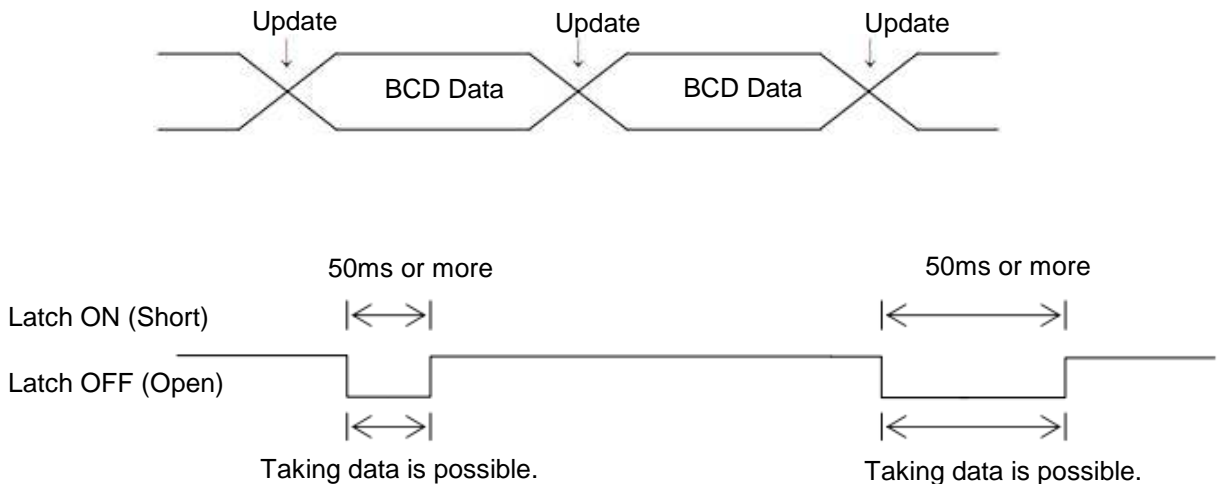 Update Update Update
BCD Data BCD Data
50ms or more 50ms or more
Latch ON (Short)
Latch OFF (Open)
Taking data is possible. Taking data is possible.